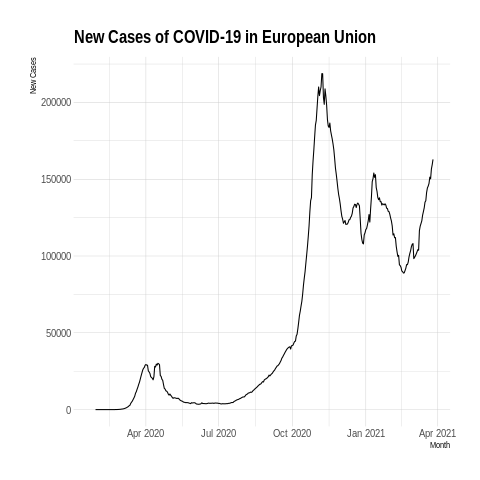 New Cases of COVID-19 in European Union
New Cases
200000
150000
100000
50000
0
Apr 2020 Jul 2020 Oct 2020 Jan 2021 Apr 2021
Month